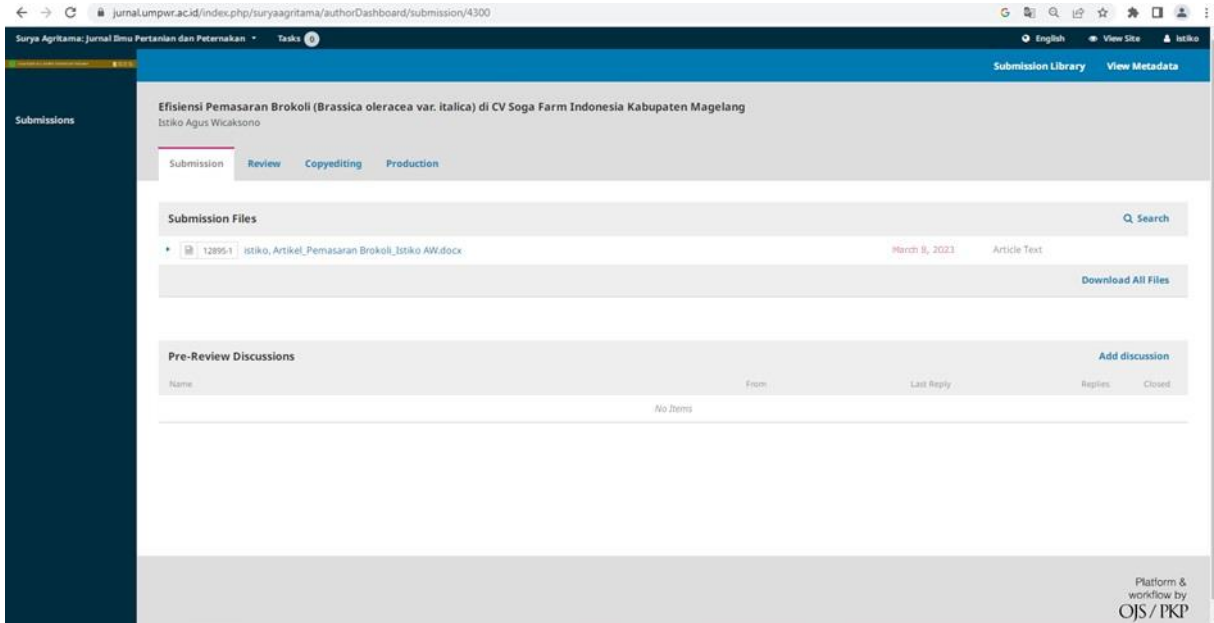 jurnal.umpwr.ac.id/index.php/suryaagritama/authorDashboard/submission/4300
Surya Agritama: Jurnal Ilmu Pertanian dan Peternakan Tasks 0 English View Site istiko
Submission Library View Metadata
Submissions
Efisiensi Pemasaran Brokoli (Brassica oleracea var. italica) di CV Soga Farm Indonesia Kabupaten Magelang
Istiko Agus Wicaksono
Submission Review Copyediting Production
Submission Files Search
12895-1 istiko, Artikel_Pemasaran Brokoli_Istiko AW.docx March 8, 2023 Article Text
Download All Files
Pre-Review Discussions Add discussion
Name From Last Reply Replies Closed
No Items
Platform &
workflow by
OJS / PKP